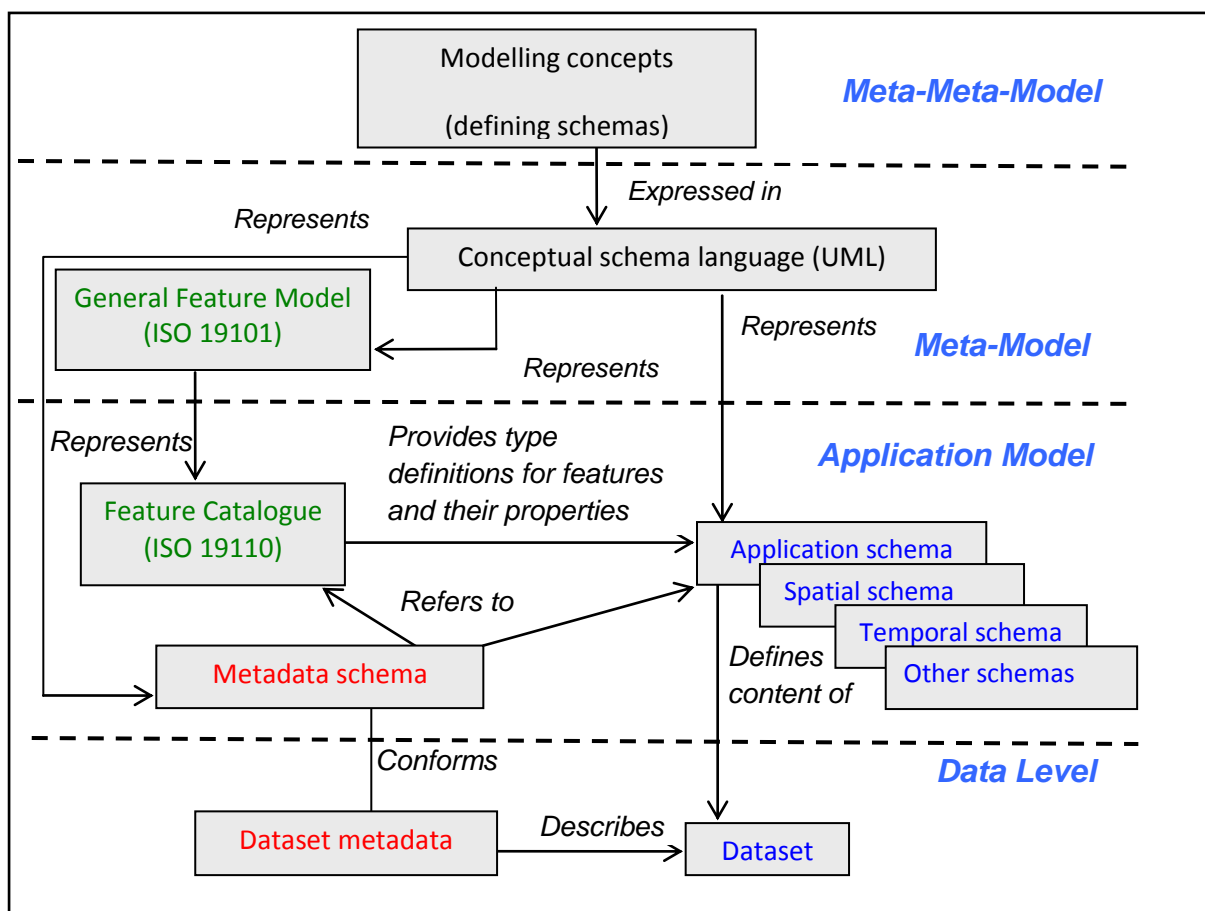 Modelling concepts
(defining schemas)
Meta-Meta-Model
Expressed in
Represents
Conceptual schema language (UML)
General Feature Model
(ISO 19101)
Represents
Meta-Model
Represents
Represents
Provides type
definitions for features
and their properties
Application Model
Feature Catalogue
(ISO 19110)
Application schema
Spatial schema
Temporal schema
Other schemas
Refers to
Metadata schema
Defines
content of
Conforms
Data Level
Dataset metadata
Describes
Dataset